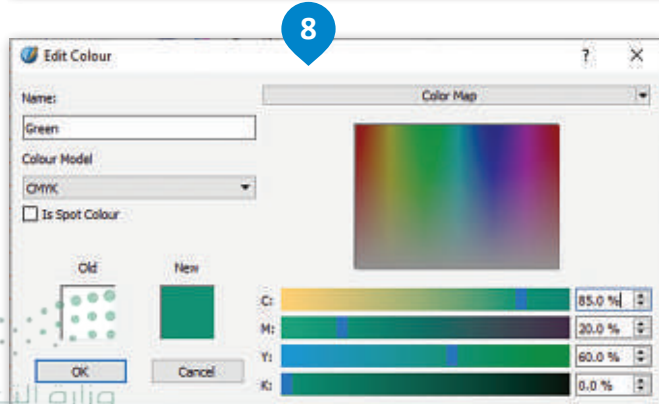 8
Edit Colour ? ×
Name:
Green
Colour Model
CMYK
Is Spot Colour
Old New
OK Cancel
Color Map
C: 85.0 %
M: 20.0 %
Y: 60.0 %
K: 0.0 %